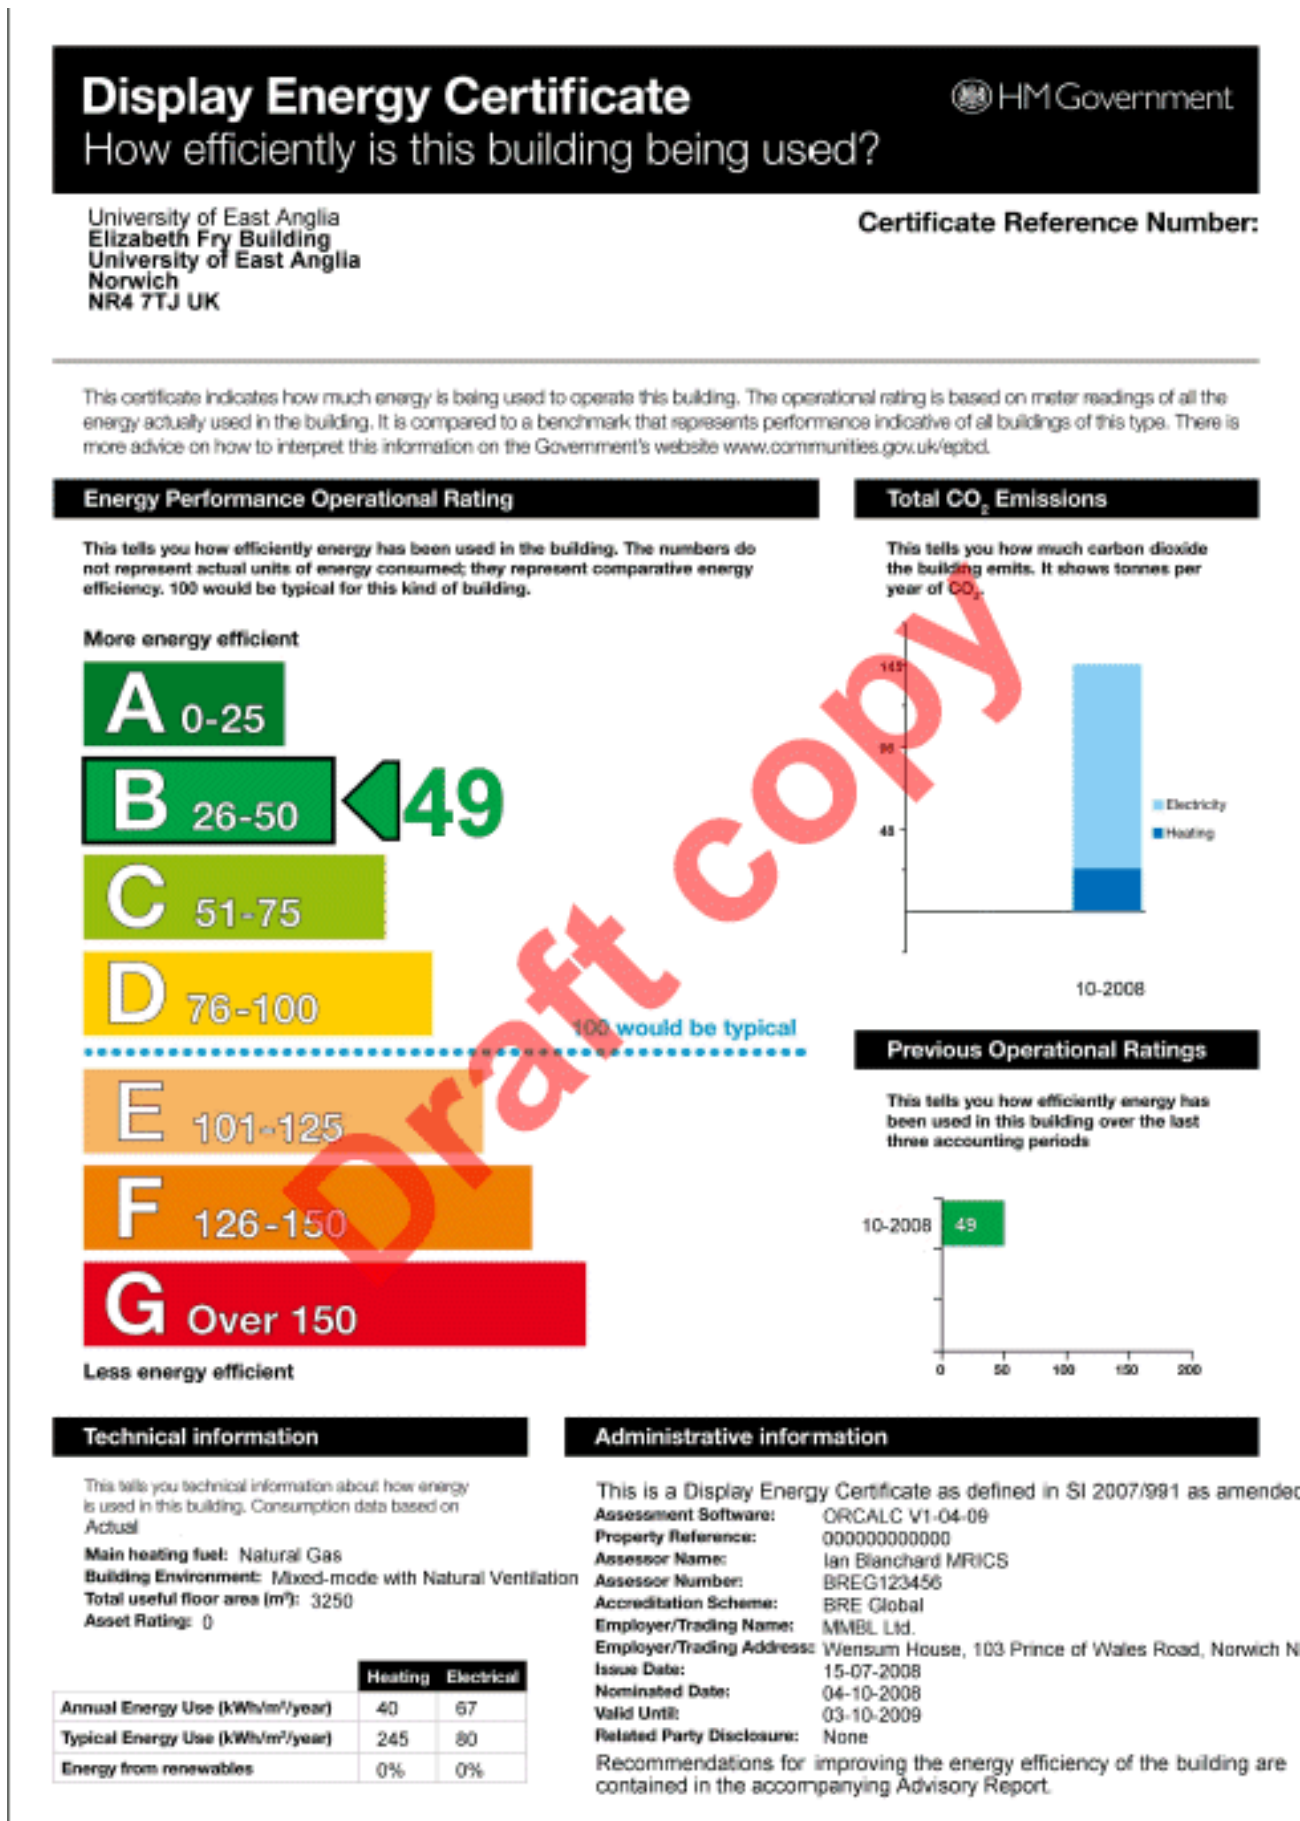 Display Energy Certificate
HM Government
How efficiently is this building being used?
University of East Anglia
Elizabeth Fry Building
University of East Anglia
Norwich
NR4 7TJ UK
Certificate Reference Number:
This certificate indicates how much energy is being used to operate this building. The operational rating is based on meter readings of all the
energy actually used in the building. It is compared to a benchmark that represents performance indicative of all buildings of this type. There is
more advice on how to interpret this information on the Government's website www.communities.gov.uk/epbd.
Energy Performance Operational Rating
This tells you how efficiently energy has been used in the building. The numbers do
not represent actual units of energy consumed; they represent comparative energy
efficiency. 100 would be typical for this kind of building.
More energy efficient
A 0-25
B 26-50
49
C 51-75
D 76-100
100 would be typical
E 101-125
F 126-150
G Over 150
Less energy efficient
Total CO2 Emissions
This tells you how much carbon dioxide
the building emits. It shows tonnes per
year of CO2.
96
48
Electricity
Heating
10-2008
Previous Operational Ratings
This tells you how efficiently energy has
been used in this building over the last
three accounting periods
10-2008 49
0 50 100 150 200
Draft copy
Technical information
This tells you technical information about how energy
is used in this building. Consumption data based on
Actual
Main heating fuel: Natural Gas
Building Environment: Mixed-mode with Natural Ventilation
Total useful floor area (m²): 3250
Asset Rating: 0
Heating Electrical
Annual Energy Use (kWh/m²/year) 40 67
Typical Energy Use (kWh/m²/year) 245 80
Energy from renewables 0% 0%
Administrative information
This is a Display Energy Certificate as defined in SI 2007/991 as amended
Assessment Software: ORCALC V1-04-09
Property Reference: 000000000000
Assessor Name: Ian Blanchard MRICS
Assessor Number: BREG123456
Accreditation Scheme: BRE Global
Employer/Trading Name: MMBL Ltd.
Employer/Trading Address: Wensum House, 103 Prince of Wales Road, Norwich N
Issue Date: 15-07-2008
Nominated Date: 04-10-2008
Valid Until: 03-10-2009
Related Party Disclosure: None
Recommendations for improving the energy efficiency of the building are
contained in the accompanying Advisory Report.